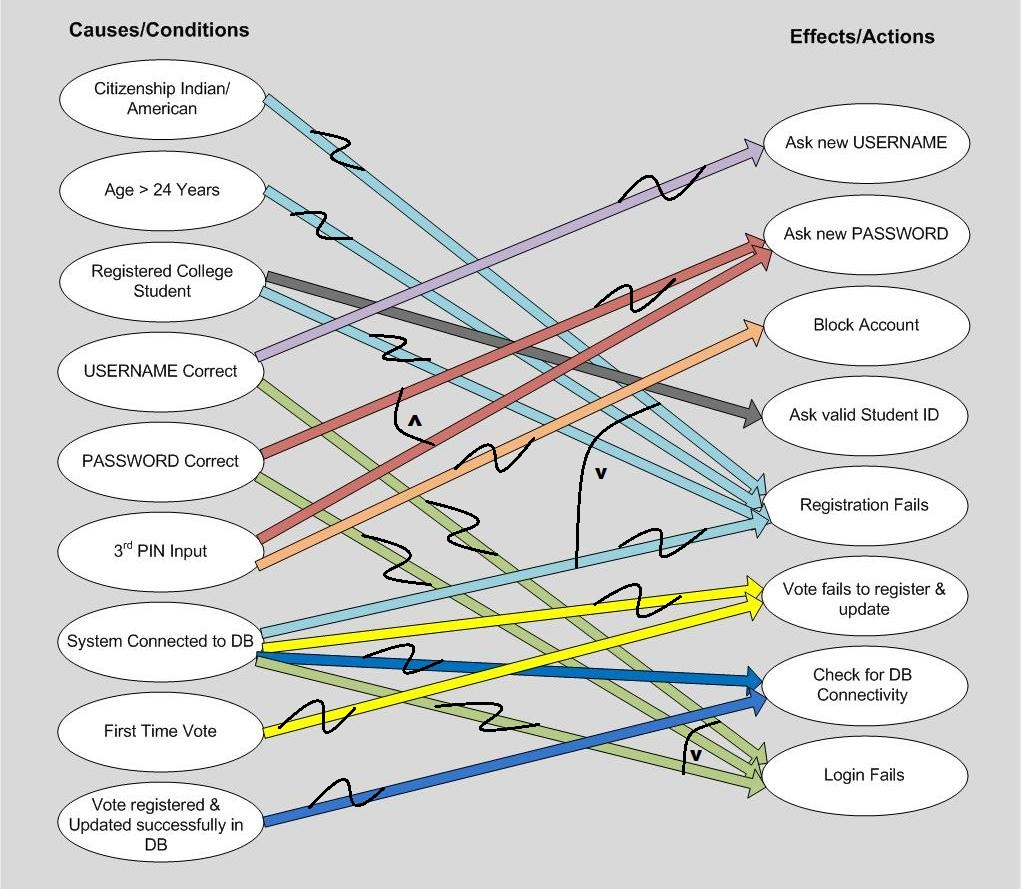 Causes/Conditions
Effects/Actions
Citizenship Indian/
American
Age > 24 Years
Registered College
Student
USERNAME Correct
PASSWORD Correct
3rd PIN Input
System Connected to DB
First Time Vote
Vote registered &
Updated successfully in
DB
Ask new USERNAME
Ask new PASSWORD
Block Account
Ask valid Student ID
Registration Fails
Vote fails to register &
update
Check for DB
Connectivity
Login Fails
ʌ
v
v